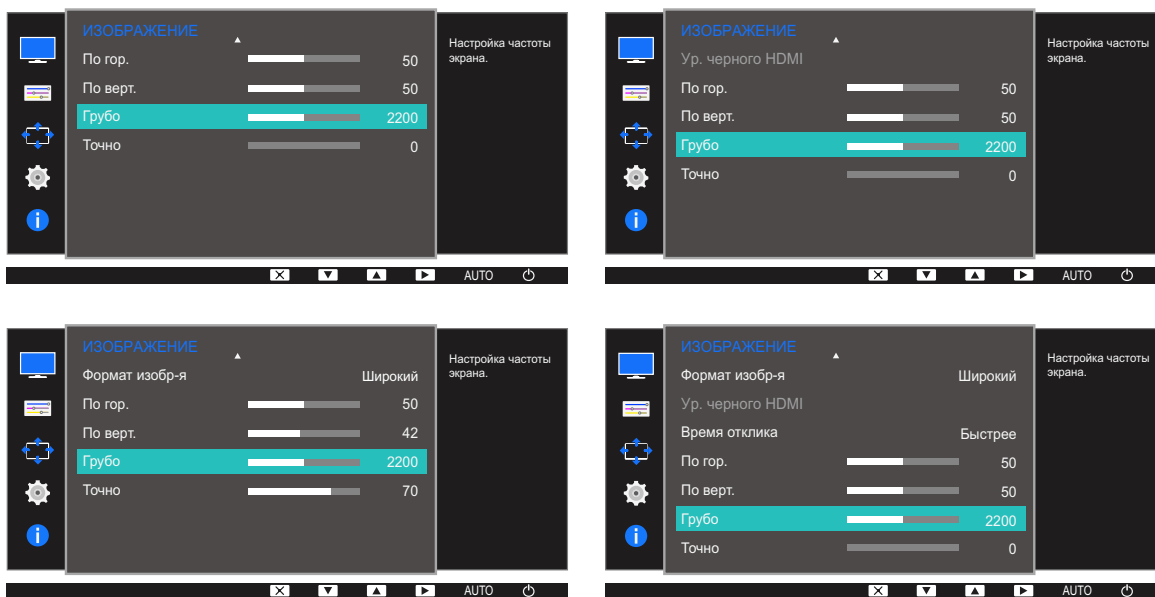 ИЗОБРАЖЕНИЕ
По гор. 50
По верт. 50
Грубо 2200
Точно 0
Настройка частоты
экрана.
AUTO
ИЗОБРАЖЕНИЕ
Ур. черного HDMI
По гор. 50
По верт. 50
Грубо 2200
Точно 0
Настройка частоты
экрана.
AUTO
ИЗОБРАЖЕНИЕ
Формат изобр-я Широкий
По гор. 50
По верт. 42
Грубо 2200
Точно 70
Настройка частоты
экрана.
AUTO
ИЗОБРАЖЕНИЕ
Формат изобр-я Широкий
Ур. черного HDMI
Время отклика Быстрее
По гор. 50
По верт. 50
Грубо 2200
Точно 0
Настройка частоты
экрана.
AUTO